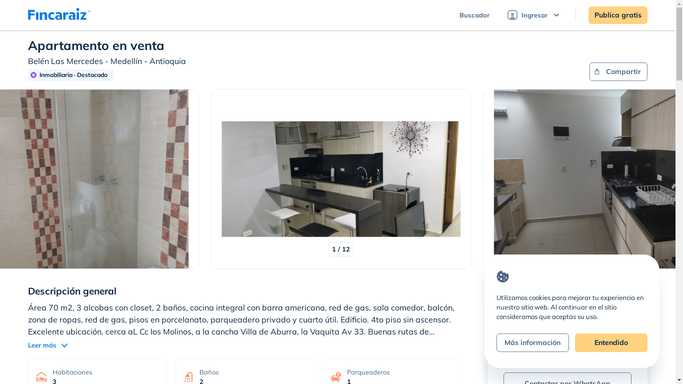 Fincaraiz
Buscador
Ingresar
Publica gratis
Apartamento en venta
Belén Las Mercedes - Medellín - Antioquia
Inmobiliaria - Destacado
Compartir
1 / 12
Descripción general
Área 70 m2, 3 alcobas con closet, 2 baños, cocina integral con barra americana, red de gas, sala comedor, balcón,
zona de ropas, red de gas, pisos en porcelanato, parqueadero privado y cuarto útil. Edificio. 4to piso sin ascensor.
Excelente ubicación, cerca aL Cc los Molinos, a la cancha Villa de Aburra, la Vaquita Av 33. Buenas rutas de...
Leer más
Habitaciones
3
Baños
2
Parqueaderos
1
Utilizamos cookies para mejorar tu experiencia en
nuestro sitio web. Al continuar en el sitio
consideramos que aceptas su uso.
Más información
Entendido
Contactar por WhatsApp